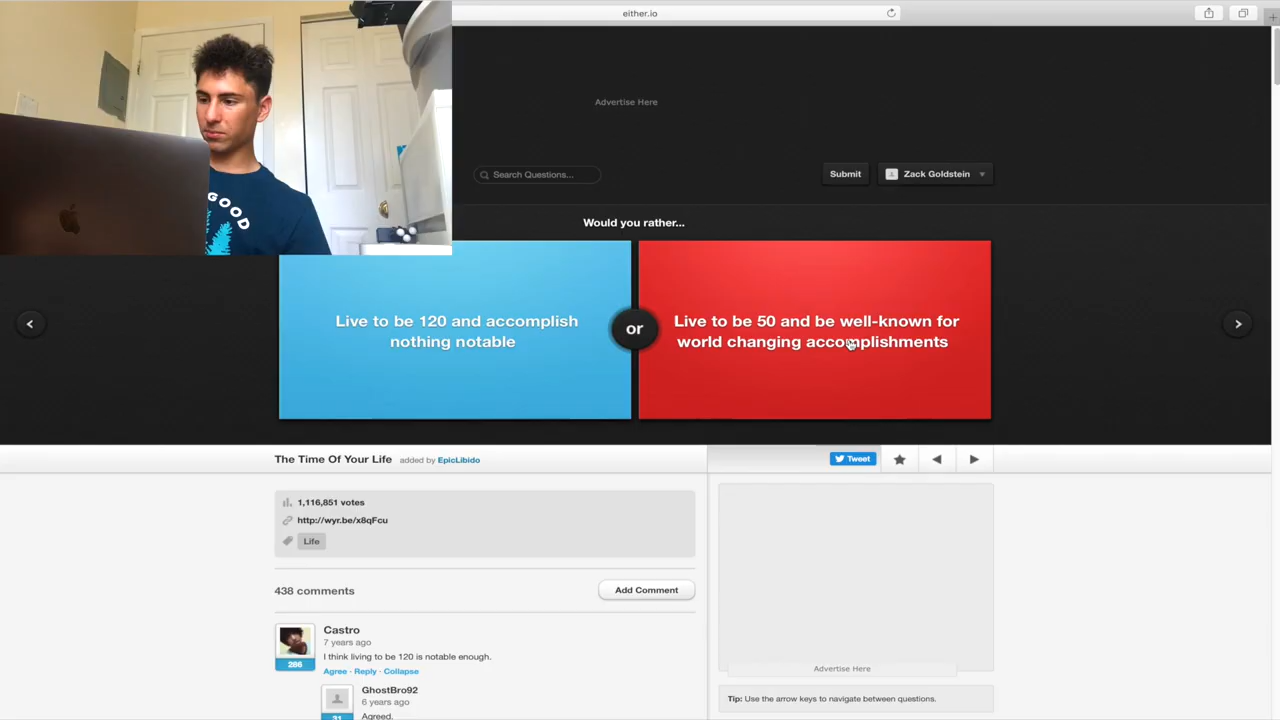 either.io
GOOD
Advertise Here
Search Questions...
Submit
Zack Goldstein
Would you rather...
Live to be 120 and accomplish
nothing notable
or
Live to be 50 and be well-known for
world changing accomplishments
The Time Of Your Life added by EpicLibido
Tweet
1,116,851 votes
http://wyr.be/x8qFcu
Life
438 comments
Add Comment
Castro
7 years ago
286
I think living to be 120 is notable enough.
Agree · Reply · Collapse
GhostBro92
6 years ago
31
Agreed.
Advertise Here
Tip: Use the arrow keys to navigate between questions.